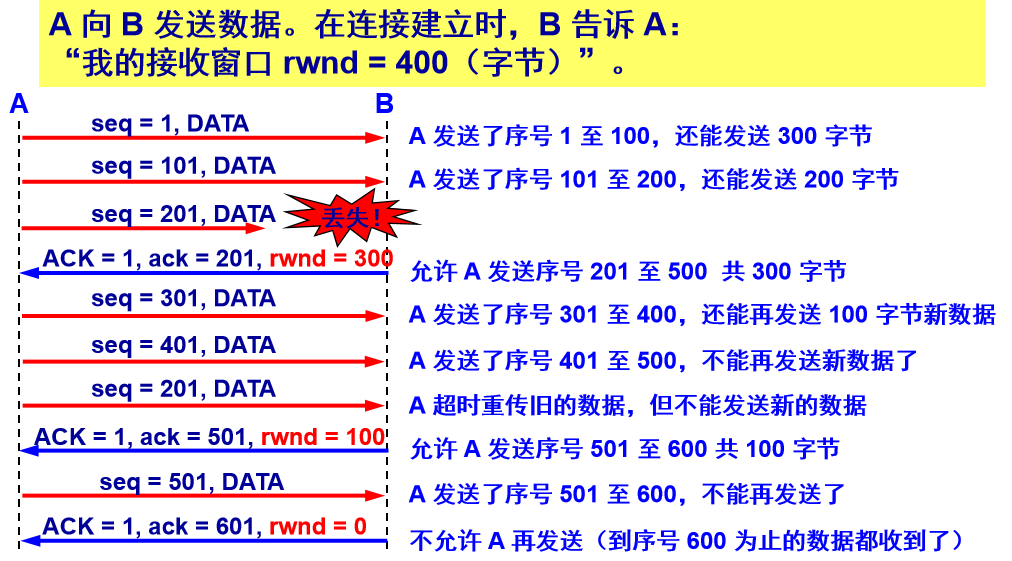 A 向 B 发送数据。在连接建立时，B 告诉 A：
“我的接收窗口 rwnd = 400（字节）”。
A B
seq = 1, DATA
A 发送了序号 1 至 100，还能发送 300 字节
seq = 101, DATA
A 发送了序号 101 至 200，还能发送 200 字节
seq = 201, DATA 丢失！
ACK = 1, ack = 201, rwnd = 300
允许 A 发送序号 201 至 500 共 300 字节
seq = 301, DATA
A 发送了序号 301 至 400，还能再发送 100 字节新数据
seq = 401, DATA
A 发送了序号 401 至 500，不能再发送新数据了
seq = 201, DATA
A 超时重传旧的数据，但不能发送新的数据
ACK = 1, ack = 501, rwnd = 100
允许 A 发送序号 501 至 600 共 100 字节
seq = 501, DATA
A 发送了序号 501 至 600，不能再发送了
ACK = 1, ack = 601, rwnd = 0
不允许 A 再发送（到序号 600 为止的数据都收到了）